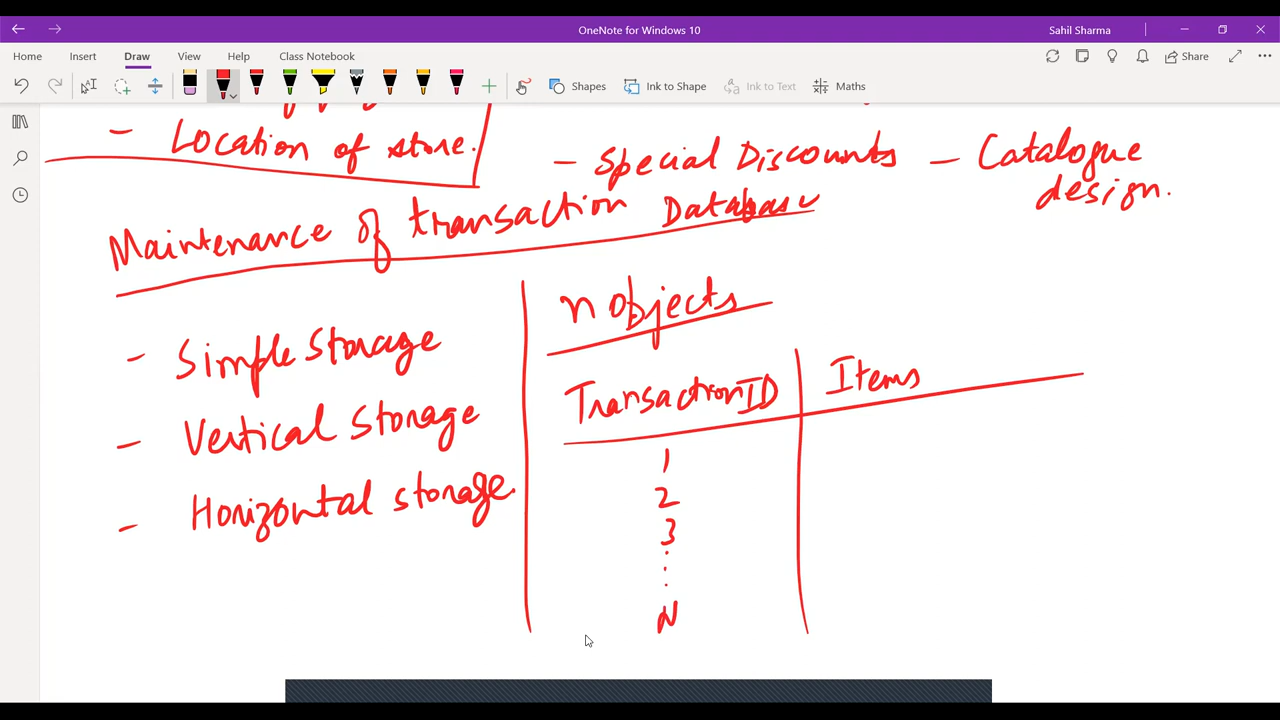 OneNote for Windows 10
Sahil Sharma
Home Insert Draw View Help Class Notebook
Share
Shapes Ink to Shape Ink to Text Maths
- Location of store.
- Special Discounts - Catalogue design.
Maintenance of transaction Database
- Simple Storage
- Vertical Storage
- Horizontal storage.
n Objects
TransactionID Items
1
2
3
⋮
N